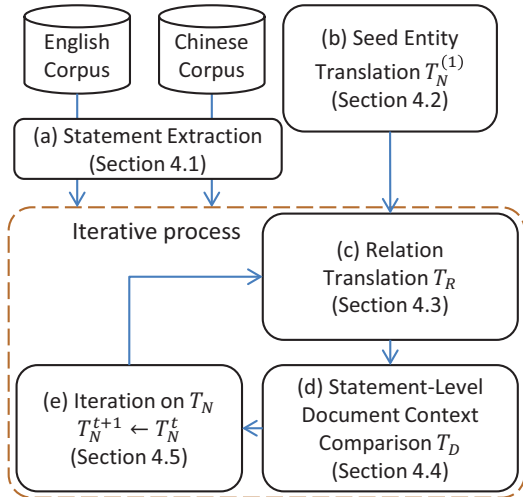 English
Corpus
Chinese
Corpus
(b) Seed Entity
Translation $T_N^{(1)}$
(Section 4.2)
(a) Statement Extraction
(Section 4.1)
Iterative process
(c) Relation
Translation $T_R$
(Section 4.3)
(d) Statement-Level
Document Context
Comparison $T_D$
(Section 4.4)
(e) Iteration on $T_N$
$T_N^{t+1} \leftarrow T_N^t$
(Section 4.5)